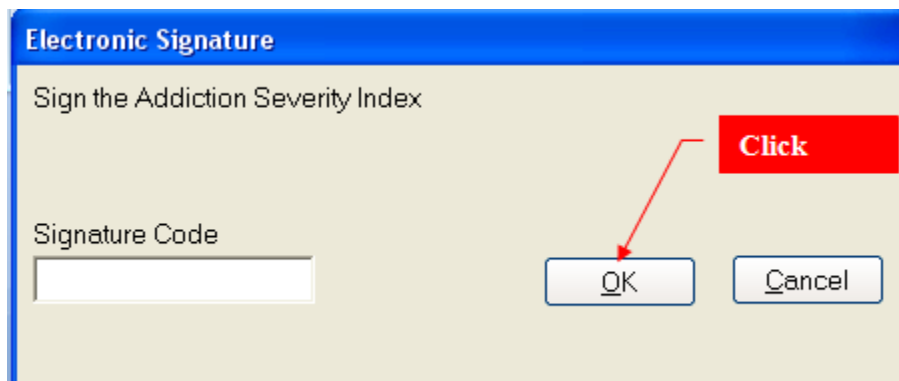 Electronic Signature
Sign the Addiction Severity Index
Click
Signature Code
OK
Cancel